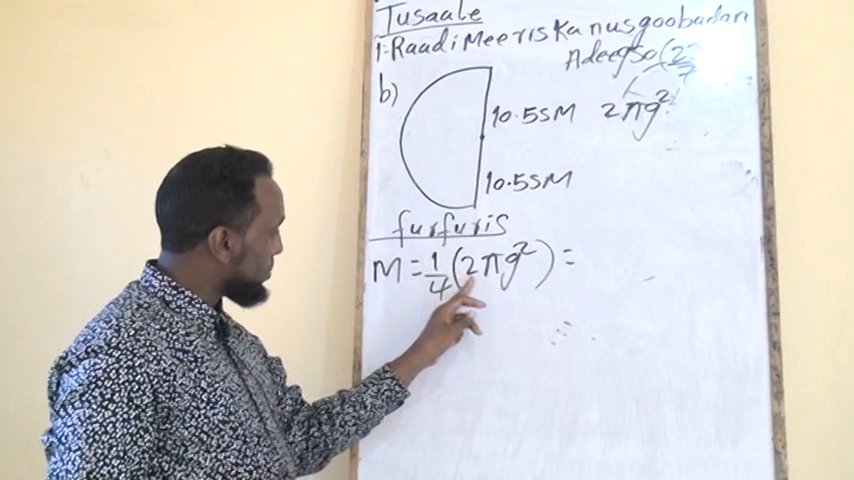 Tusaale
1-Raadi Meeriska nusgoobadan
Adeegso (22/7
b)
10.5SM 2πg²
10.5SM
furfuris
M = 1/4 (2πg²) =